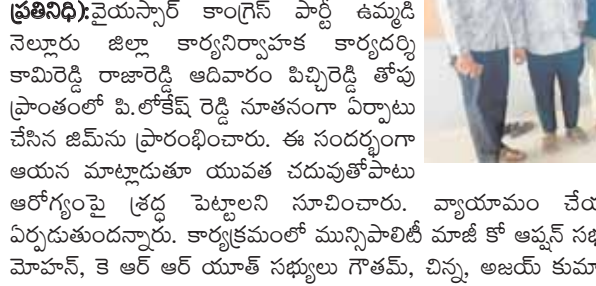 ప్రతినిధి):వైయస్సార్ కాంగ్రెస్ పార్టీ ఉమ్మడి
నెల్లూరు జిల్లా కార్యనిర్వాహక కార్యదర్శి
కామిరెడ్డి రాజారెడ్డి ఆదివారం పిచ్చిరెడ్డి తోపు
ప్రాంతంలో పి.లోకేష్ రెడ్డి నూతనంగా ఏర్పాటు
చేసిన జిమ్‌ను ప్రారంభించారు. ఈ సందర్భంగా
ఆయన మాట్లాడుతూ యువత చదువుతోపాటు
ఆరోగ్యంపై శ్రద్ధ పెట్టాలని సూచించారు. వ్యాయామం
ఏర్పడుతుందన్నారు. కార్యక్రమంలో మున్సిపాలిటీ మాజీ కో ఆప్షన్
మోహన్, కె ఆర్ ఆర్ యూత్ సభ్యులు గౌతమ్, చిన్న, అజయ్